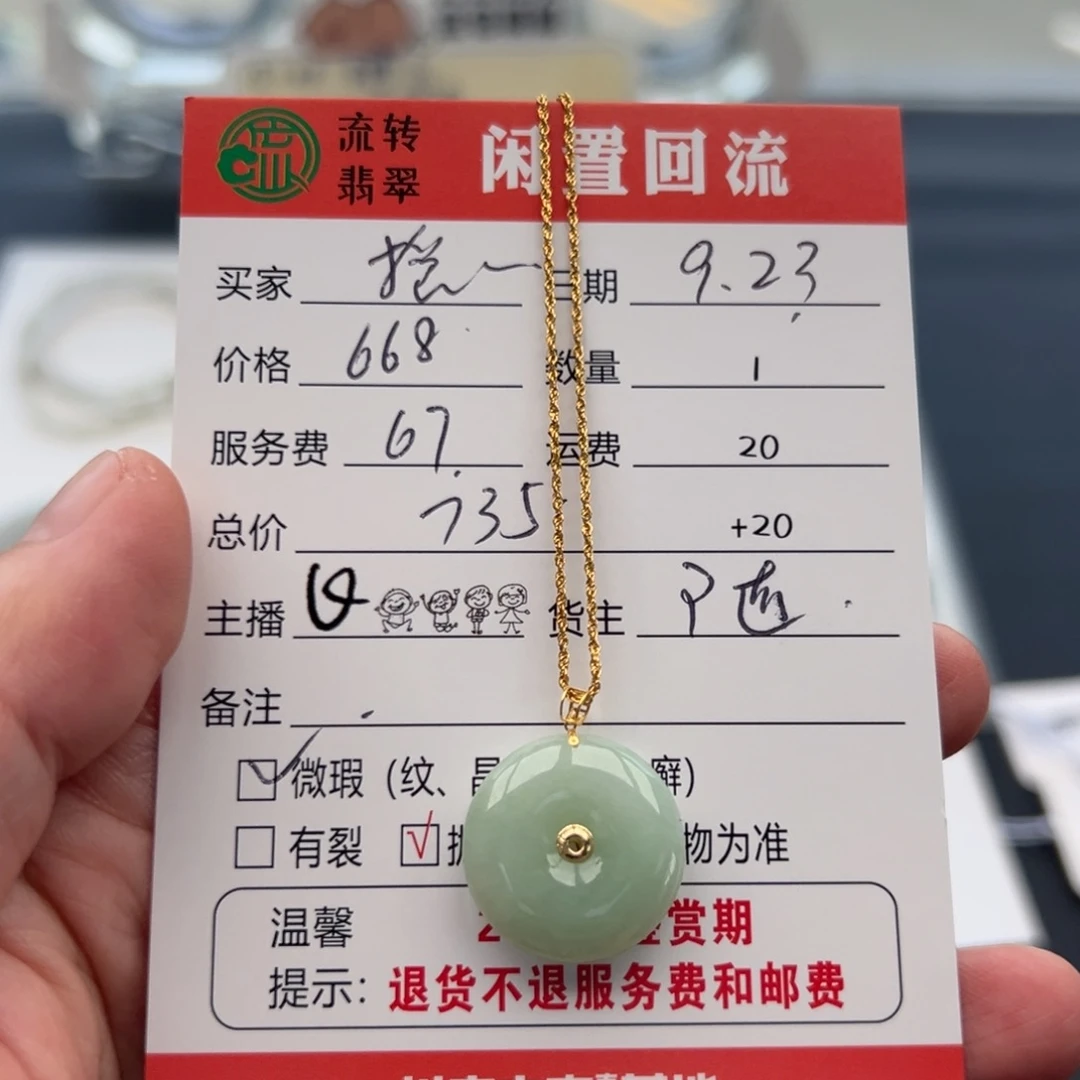 流转
翡翠
闲置回流
买家 日期 9.23
价格 668 数量 1
服务费 67. 运费 20
总价 735 +20
主播 货主
备注
微瑕 (纹、 癣)
有裂 √ 物为准
温馨 赏期
提示: 退货不退服务费和邮费